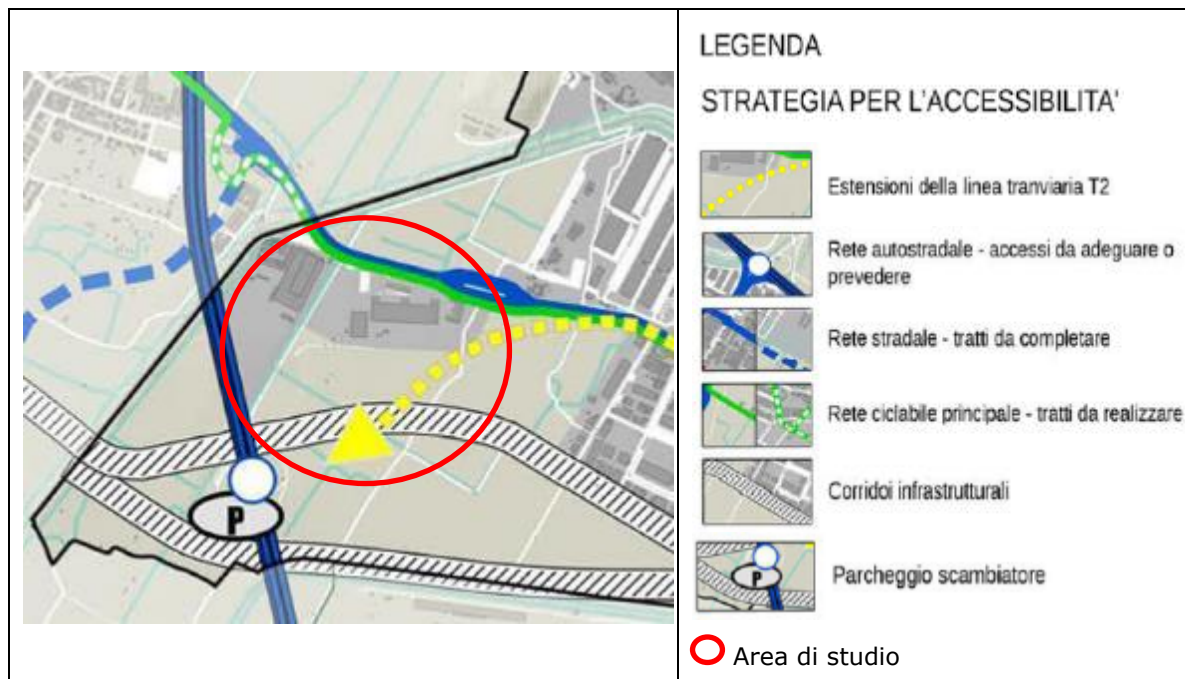 P
LEGENDA
STRATEGIA PER L'ACCESSIBILITA'
Estensioni della linea tranviaria T2
Rete autostradale - accessi da adeguare o
prevedere
Rete stradale - tratti da completare
Rete ciclabile principale - tratti da realizzare
Corridoi infrastrutturali
P
Parcheggio scambiatore
Area di studio